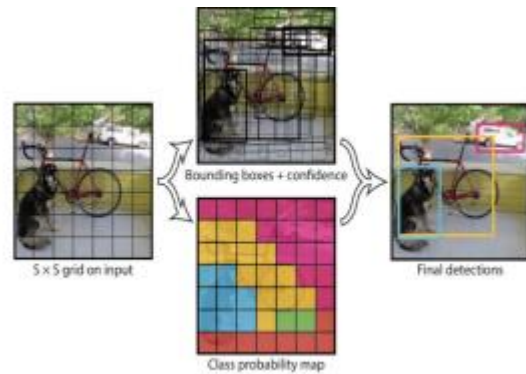 Bounding boxes + confidence
S × S grid on input
Final detections
Class probability map